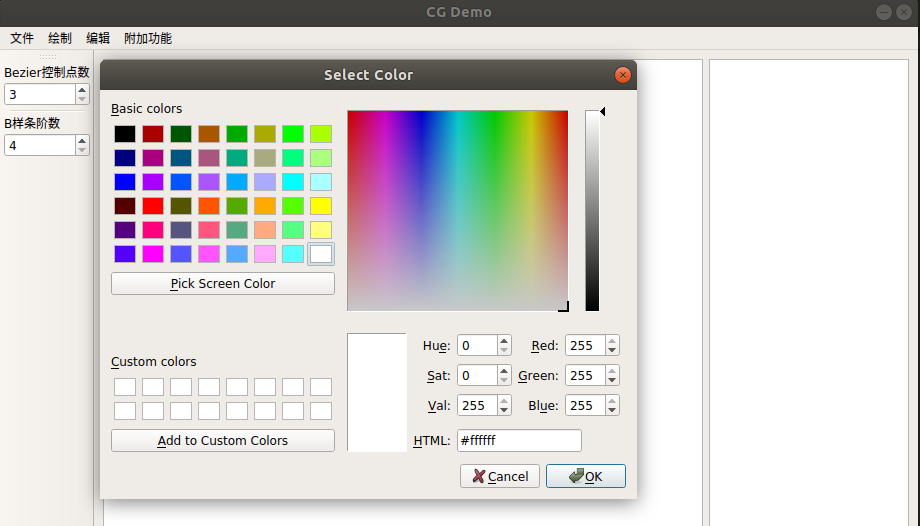 CG Demo
文件 绘制 编辑 附加功能
Bezier控制点数
3
B样条阶数
4
Select Color
Basic colors
Pick Screen Color
Custom colors
Add to Custom Colors
Hue: 0 Red: 255
Sat: 0 Green: 255
Val: 255 Blue: 255
HTML: #ffffff
Cancel OK